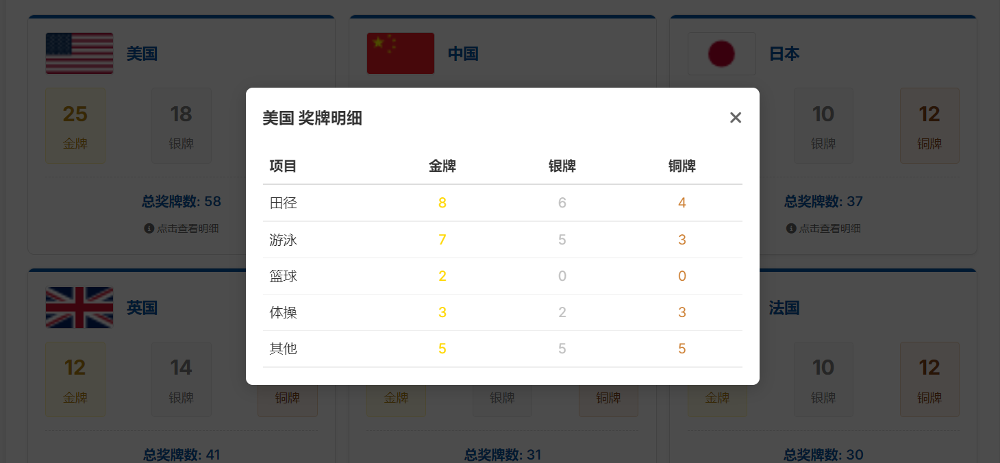 美国
中国
日本
25
金牌
18
银牌
10
银牌
12
铜牌
总奖牌数: 58
点击查看明细
总奖牌数: 37
点击查看明细
美国 奖牌明细
项目 金牌 银牌 铜牌
田径 8 6 4
游泳 7 5 3
篮球 2 0 0
体操 3 2 3
其他 5 5 5
英国
法国
12
金牌
14
银牌
铜牌
金牌
银牌
铜牌
金牌
10
银牌
12
铜牌
总奖牌数: 41
总奖牌数: 31
总奖牌数: 30